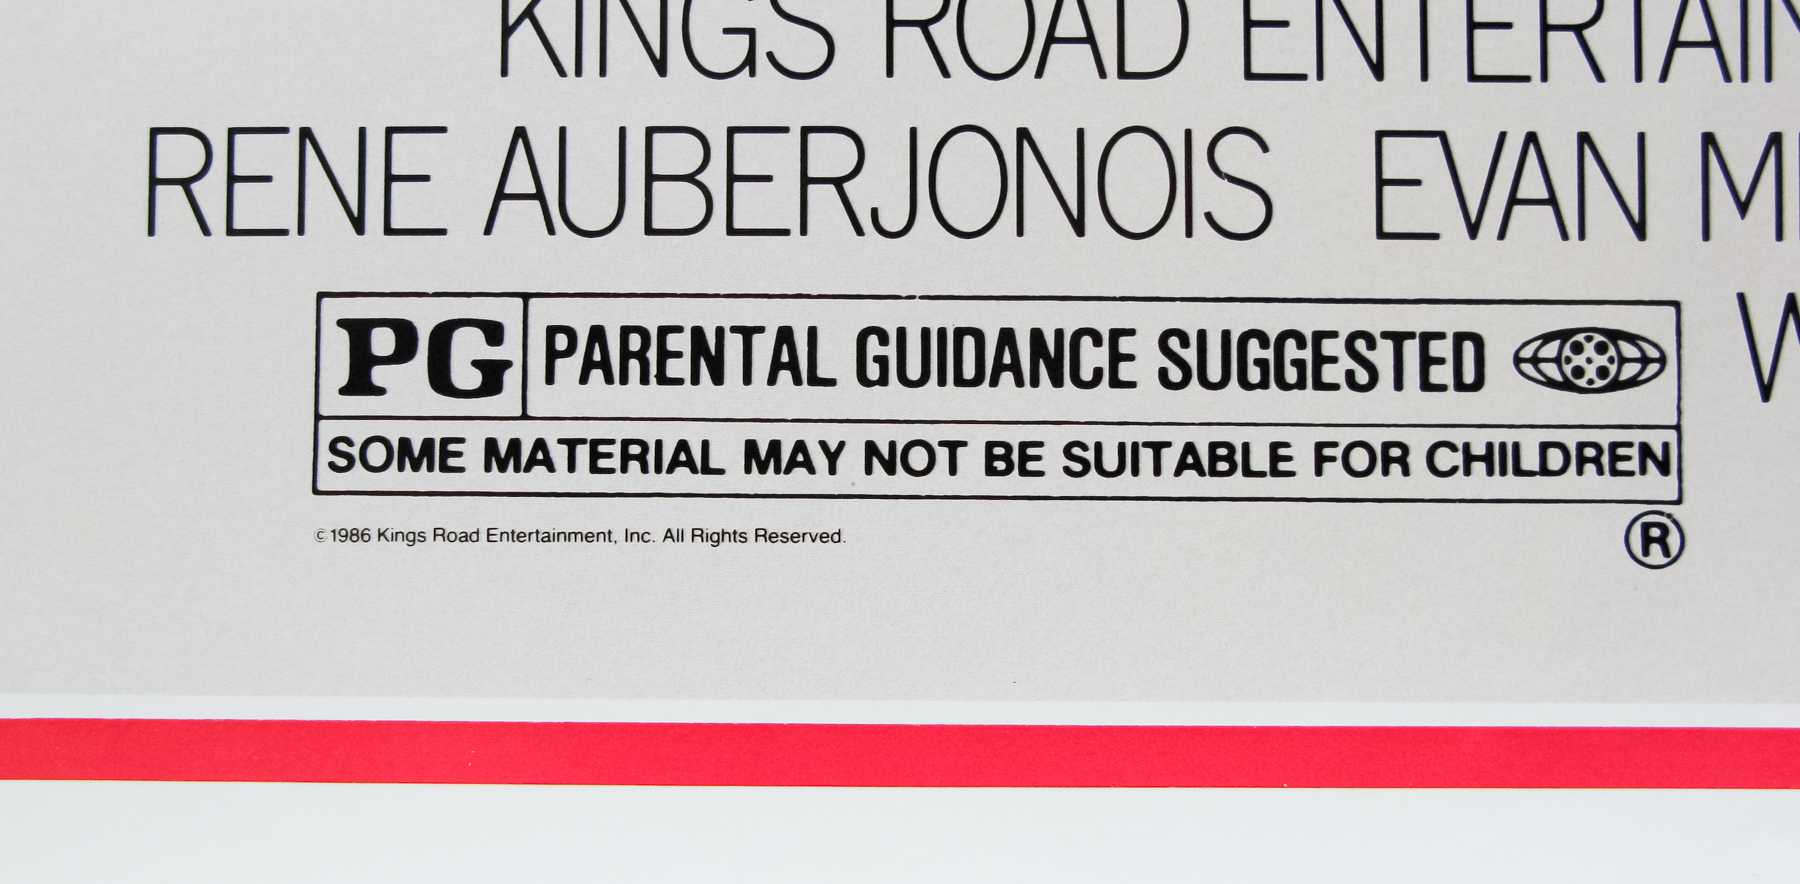 KINGS ROAD
RENE AUBERJONOIS EVAN
PG PARENTAL GUIDANCE SUGGESTED
SOME MATERIAL MAY NOT BE SUITABLE FOR CHILDREN
©1986 Kings Road Entertainment, Inc. All Rights Reserved.
®